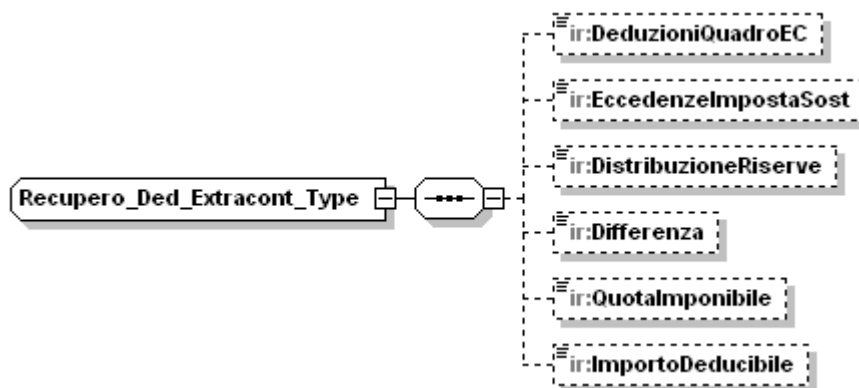 ir:DeduzioniQuadroEC
ir:EccedenzeImpostaSost
ir:DistribuzioneRiserve
Recupero_Ded_Extracont_Type
ir:Differenza
ir:QuotaImponibile
ir:ImportoDeducibile